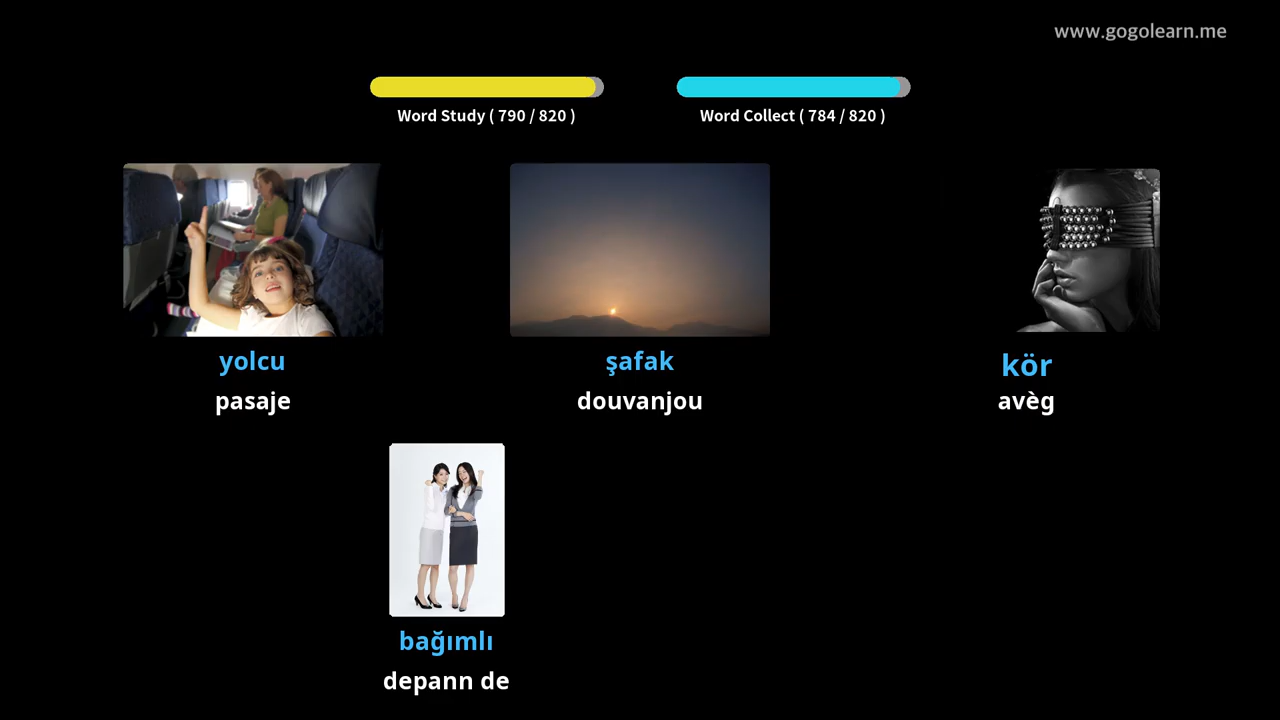 www.gogolearn.me
Word Study ( 790 / 820 )
Word Collect ( 784 / 820 )
yolcu
pasaje
şafak
douvanjou
kör
avèg
bağımlı
depann de